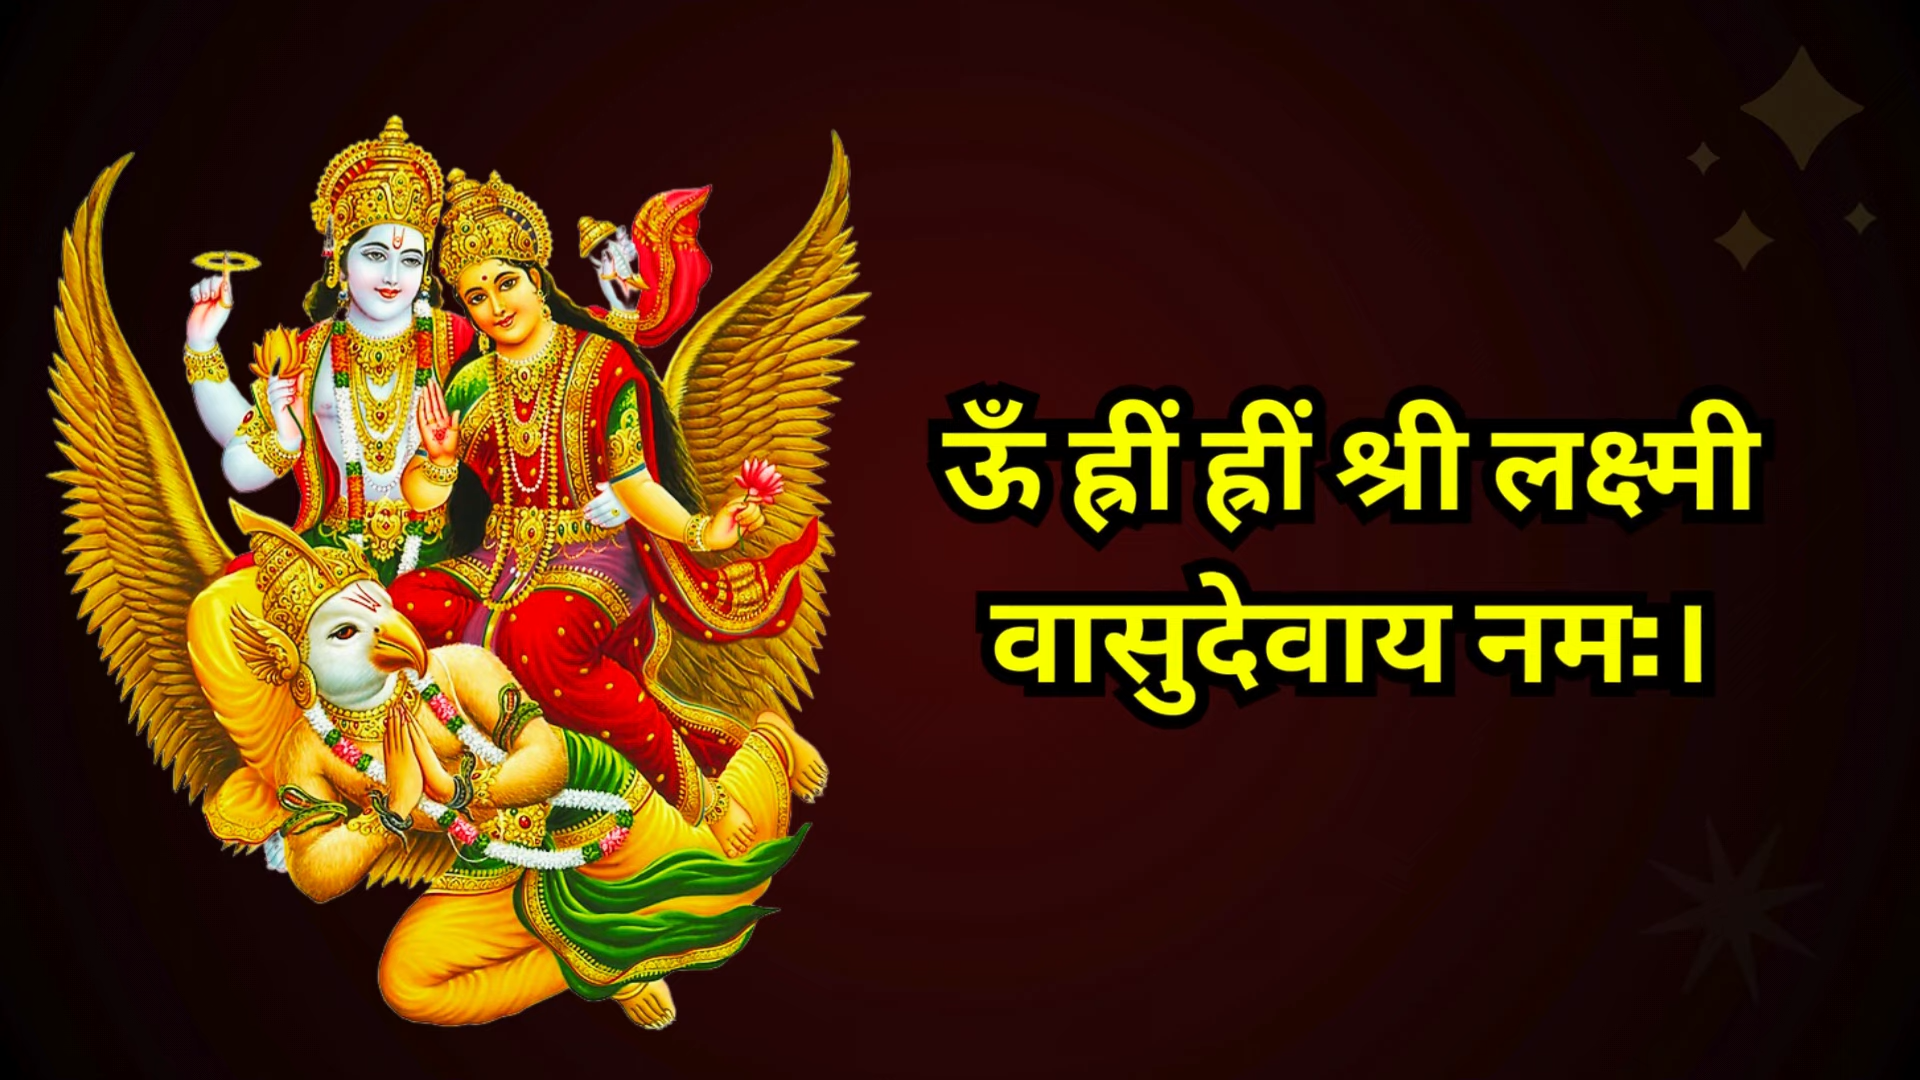 ऊँ ह्रीं ह्रीं श्री लक्ष्मी
वासुदेवाय नमः।